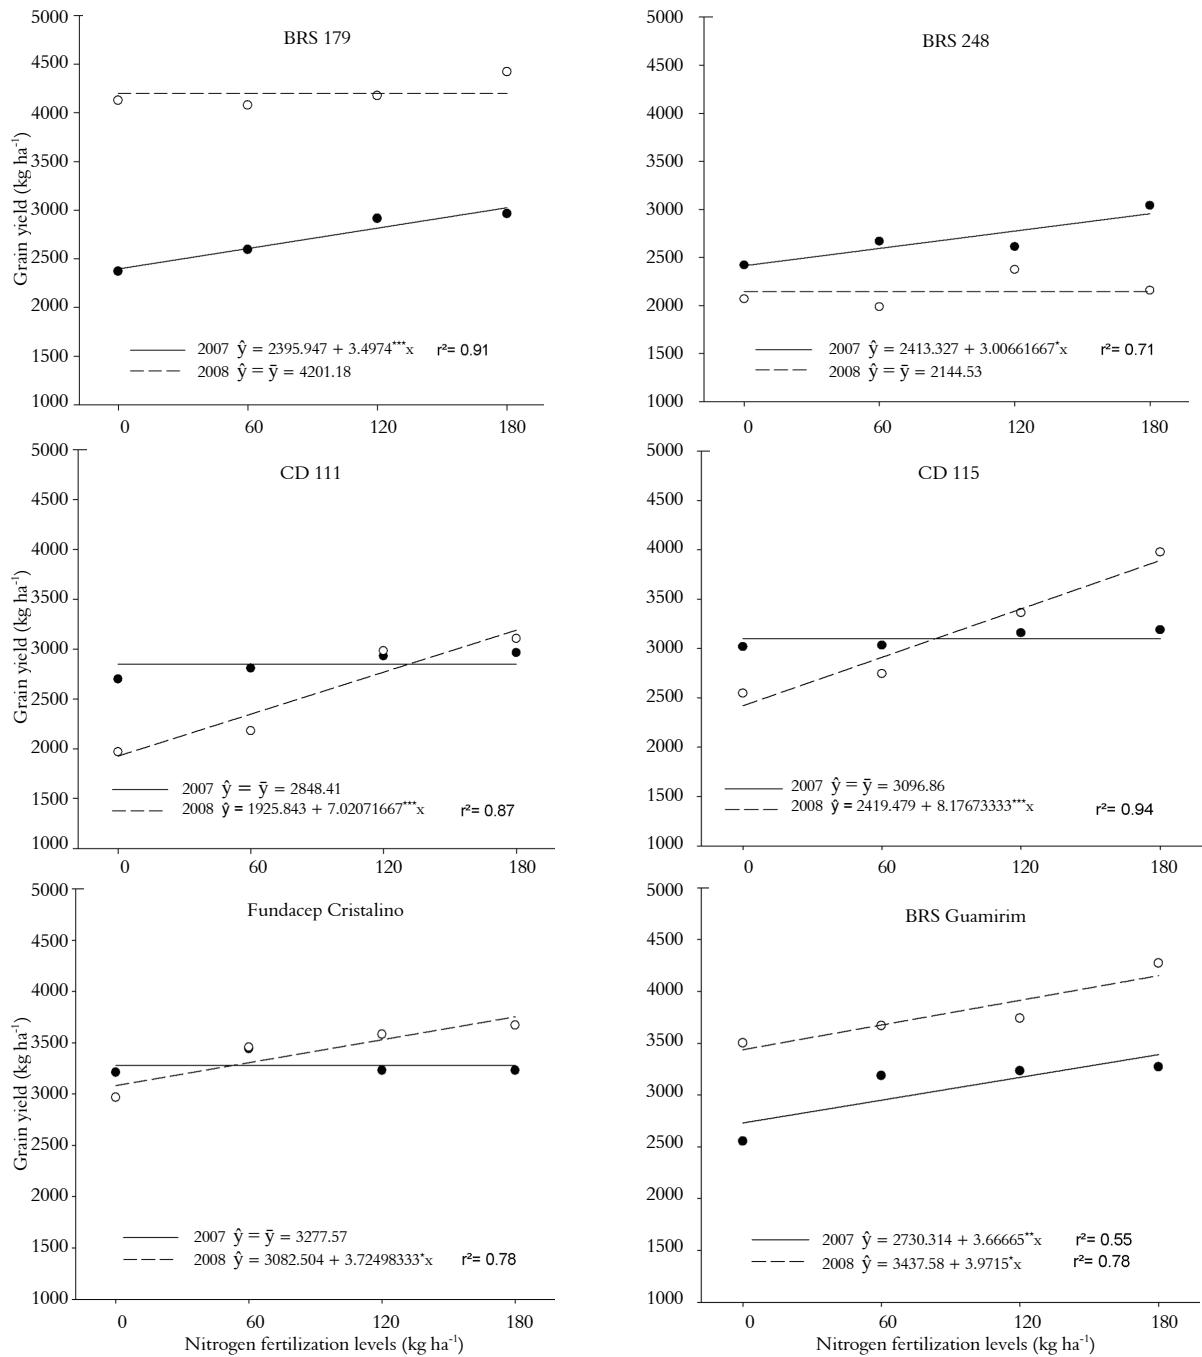 BRS 179
5000
4500
4000
3500
3000
2500
2000
1500
1000
Grain yield (kg ha⁻¹)
2007 ŷ = 2395.947 + 3.4974***x r²= 0.91
2008 ŷ = ȳ = 4201.18
0 60 120 180
BRS 248
5000
4500
4000
3500
3000
2500
2000
1500
1000
2007 ŷ = 2413.327 + 3.00661667*x r²= 0.71
2008 ŷ = ȳ = 2144.53
0 60 120 180
CD 111
5000
4500
4000
3500
3000
2500
2000
1500
1000
Grain yield (kg ha⁻¹)
2007 ŷ = ȳ = 2848.41
2008 ŷ = 1925.843 + 7.02071667***x r²= 0.87
0 60 120 180
CD 115
5000
4500
4000
3500
3000
2500
2000
1500
1000
2007 ŷ = ȳ = 3096.86
2008 ŷ = 2419.479 + 8.17673333***x r²= 0.94
0 60 120 180
Fundacep Cristalino
5000
4500
4000
3500
3000
2500
2000
1500
1000
Grain yield (kg ha⁻¹)
2007 ŷ = ȳ = 3277.57
2008 ŷ = 3082.504 + 3.72498333*x r²= 0.78
0 60 120 180
Nitrogen fertilization levels (kg ha⁻¹)
BRS Guamirim
5000
4500
4000
3500
3000
2500
2000
1500
1000
2007 ŷ = 2730.314 + 3.66665**x r²= 0.55
2008 ŷ = 3437.58 + 3.9715*x r²= 0.78
0 60 120 180
Nitrogen fertilization levels (kg ha⁻¹)